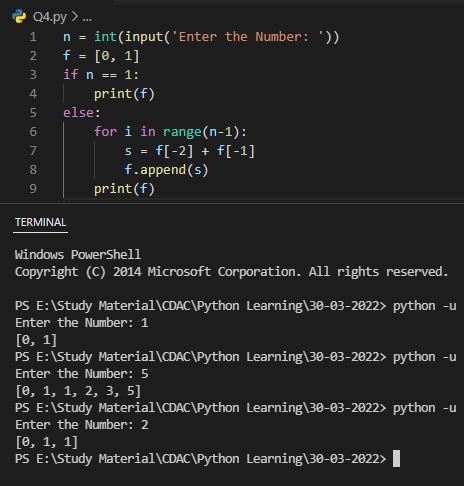 Q4.py > ...
1 n = int(input('Enter the Number: '))
2 f = [0, 1]
3 if n == 1:
4     print(f)
5 else:
6     for i in range(n-1):
7         s = f[-2] + f[-1]
8         f.append(s)
9     print(f)
TERMINAL
Windows PowerShell
Copyright (C) 2014 Microsoft Corporation. All rights reserved.
PS E:\Study Material\CDAC\Python Learning\30-03-2022> python -u
Enter the Number: 1
[0, 1]
PS E:\Study Material\CDAC\Python Learning\30-03-2022> python -u
Enter the Number: 5
[0, 1, 1, 2, 3, 5]
PS E:\Study Material\CDAC\Python Learning\30-03-2022> python -u
Enter the Number: 2
[0, 1, 1]
PS E:\Study Material\CDAC\Python Learning\30-03-2022>